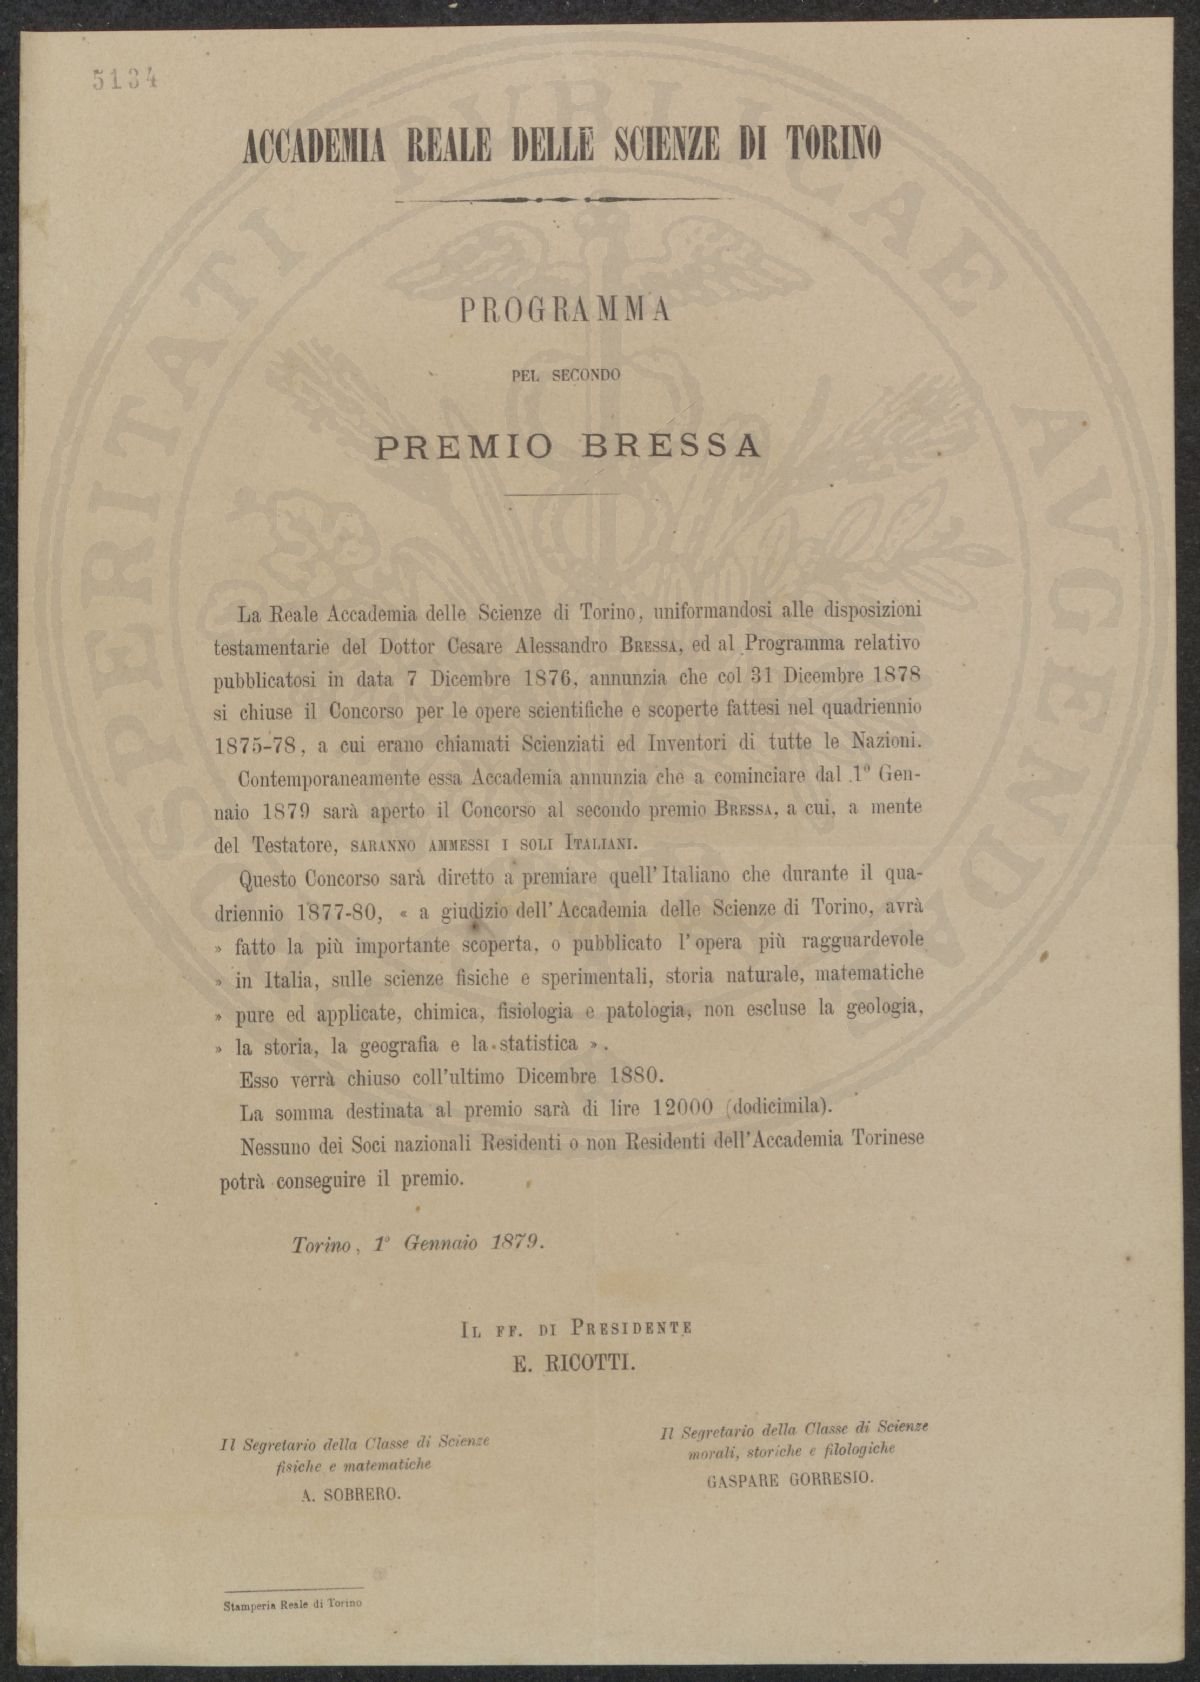 5134
ACCADEMIA REALE DELLE SCIENZE DI TORINO
PROGRAMMA
PEL SECONDO
PREMIO BRESSA
La Reale Accademia delle Scienze di Torino, uniformandosi alle disposizioni
testamentarie del Dottor Cesare Alessandro BRESSA, ed al Programma relativo
pubblicatosi in data 7 Dicembre 1876, annunzia che col 31 Dicembre 1878
si chiuse il Concorso per le opere scientifiche e scoperte fattesi nel quadriennio
1875-78, a cui erano chiamati Scienziati ed Inventori di tutte le Nazioni.
Contemporaneamente essa Accademia annunzia che a cominciare dal 1º Gen-
naio 1879 sarà aperto il Concorso al secondo premio BRESSA, a cui, a mente
del Testatore, SARANNO AMMESSI I SOLI ITALIANI.
Questo Concorso sarà diretto a premiare quell'Italiano che durante il qua-
driennio 1877-80, « a giudizio dell'Accademia delle Scienze di Torino, avrà
» fatto la più importante scoperta, o pubblicato l'opera più ragguardevole
» in Italia, sulle scienze fisiche e sperimentali, storia naturale, matematiche
» pure ed applicate, chimica, fisiologia e patologia, non escluse la geologia,
» la storia, la geografia e la statistica ».
Esso verrà chiuso coll'ultimo Dicembre 1880.
La somma destinata al premio sarà di lire 12000 (dodicimila).
Nessuno dei Soci nazionali Residenti o non Residenti dell'Accademia Torinese
potrà conseguire il premio.
Torino, 1º Gennaio 1879.
IL FF. DI PRESIDENTE
E. RICOTTI.
Il Segretario della Classe di Scienze
fisiche e matematiche
A. SOBRERO.
Il Segretario della Classe di Scienze
morali, storiche e filologiche
GASPARE GORRESIO.
Stamperia Reale di Torino
SPERITATI PUBLICAE AVGENDAE